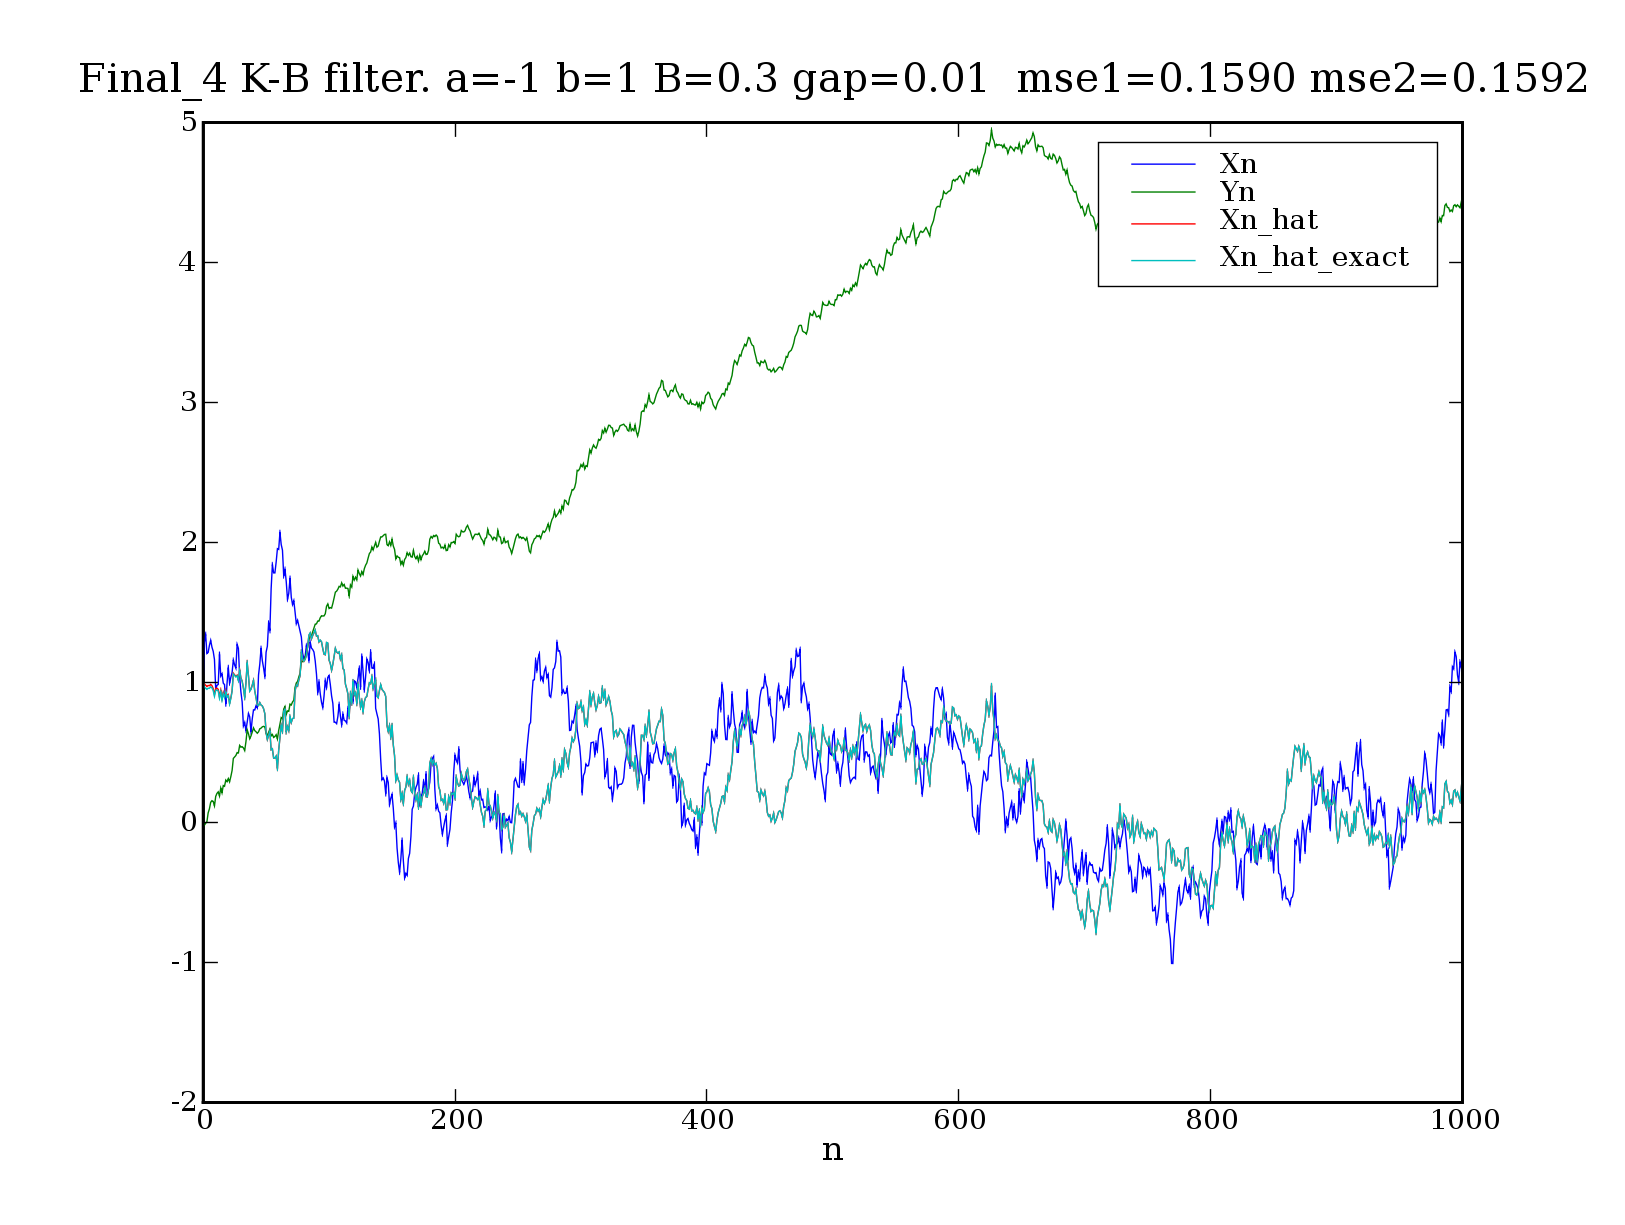 Final_4 K-B filter. a=-1 b=1 B=0.3 gap=0.01  mse1=0.1590 mse2=0.1592
5
4
3
2
1
0
-1
-2
Xn
Yn
Xn_hat
Xn_hat_exact
0 200 400 600 800 1000
n